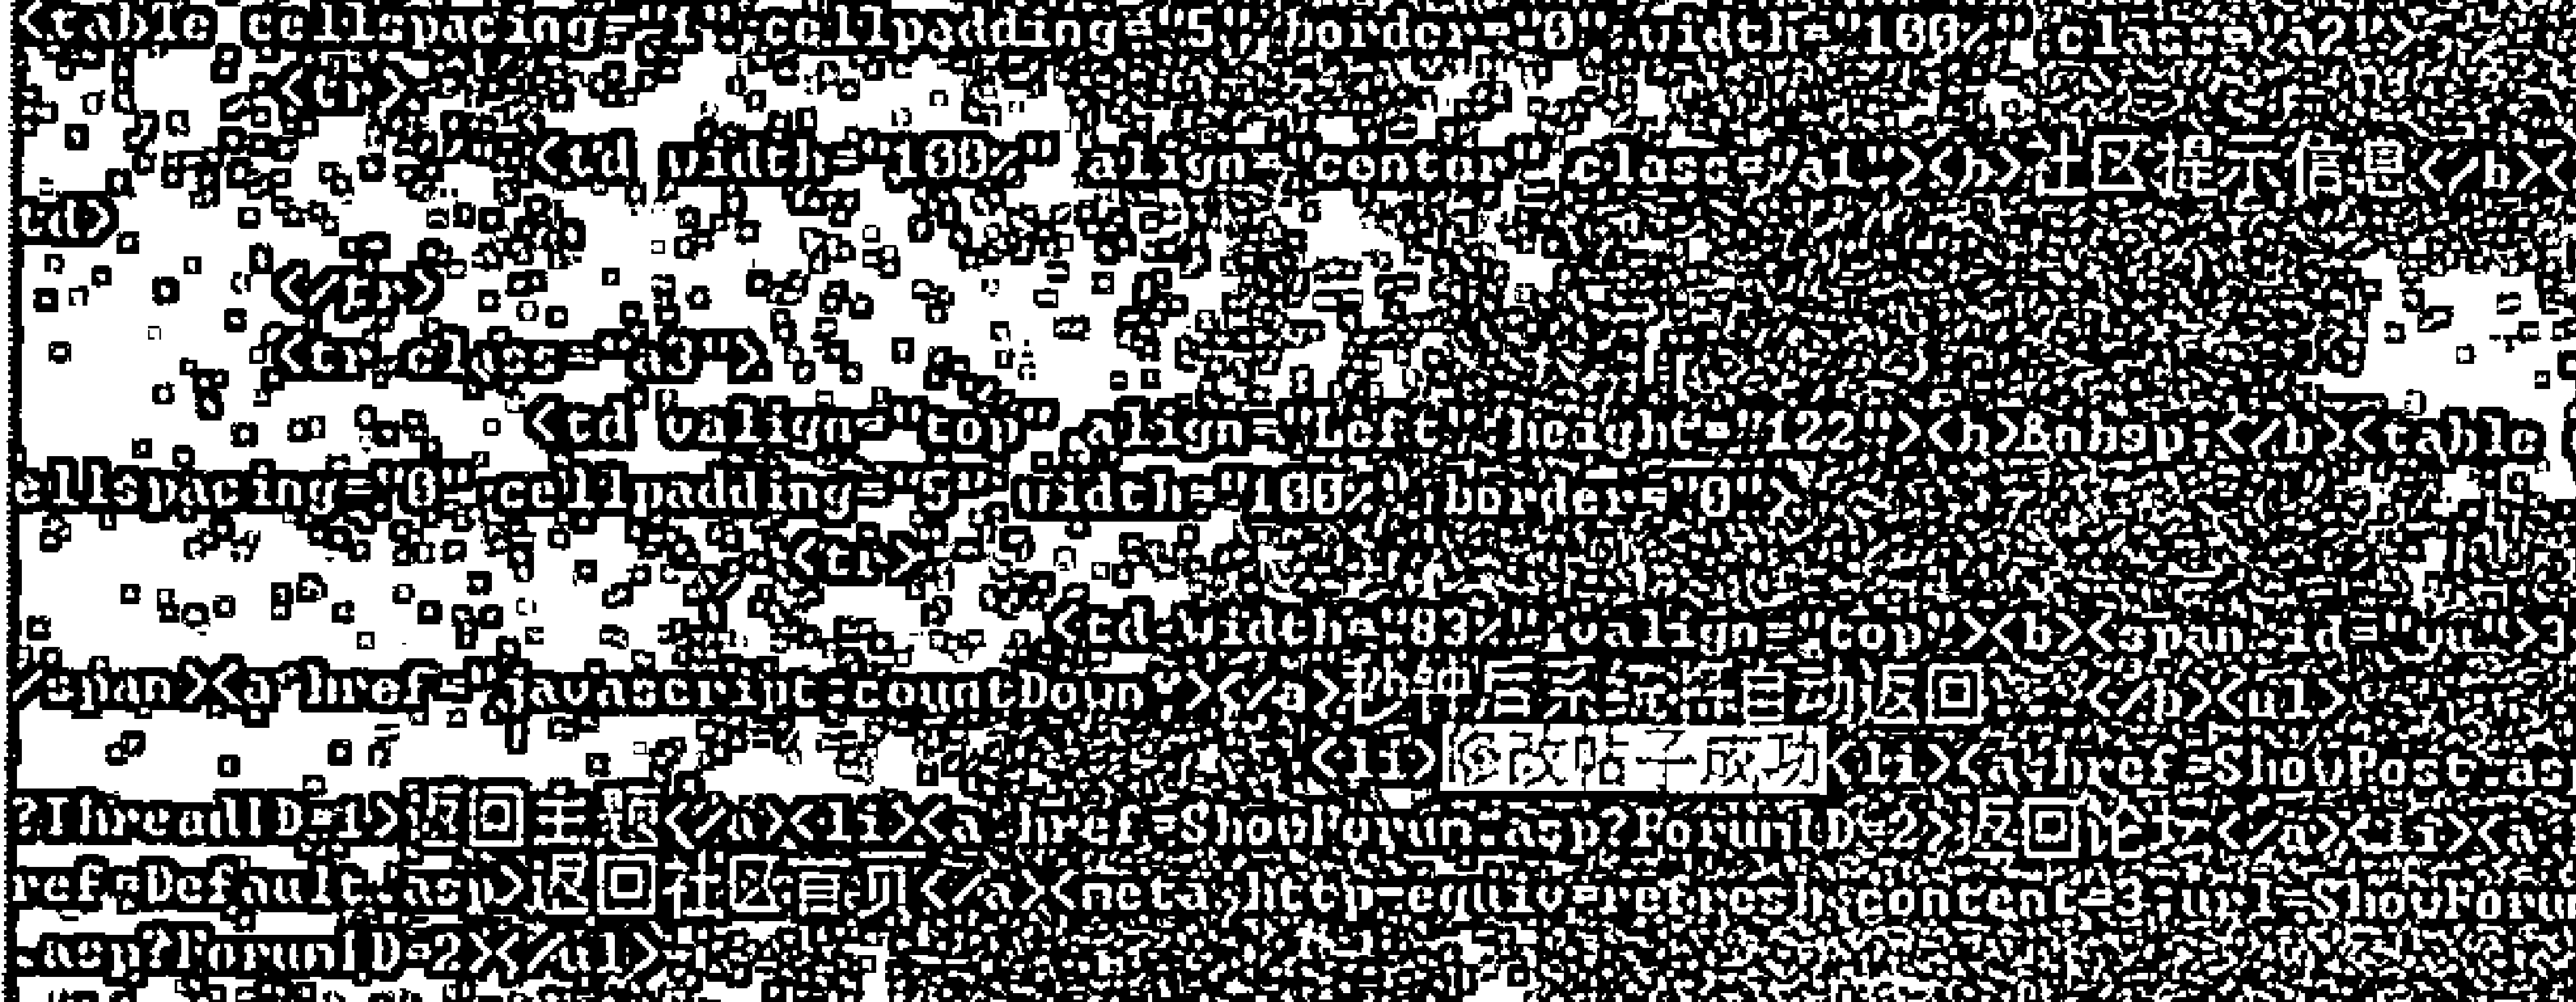 <table cellspacing="1" cellpadding="5" border="0" width="100%" class="a2">
<tr>
<td width="100%" align="center" class="a1"><b>社区提示信息</b><
td>
</tr>
<tr class="a3">
<td valign="top" align="Left" height="122"><b>&nbsp;</b><table
ellspacing="0" cellpadding="5" width="100%" border="0">
<tr>
<td width="83%" valign="top"><b><span id="yu">3
/span><a href="javascript:countDown"></a>秒钟后系统将自动返回 </b><ul>
<li>修改帖子成功<li><a href=ShowPost.as
?ThreadID=1>返回主题</a><li><a href=ShowForum.asp?ForumID=2>返回论坛</a><li><a
ref=Default.asp>返回社区首页</a><meta http-equiv=refresh content=3;url=ShowForu
.asp?ForumID=2></ul>